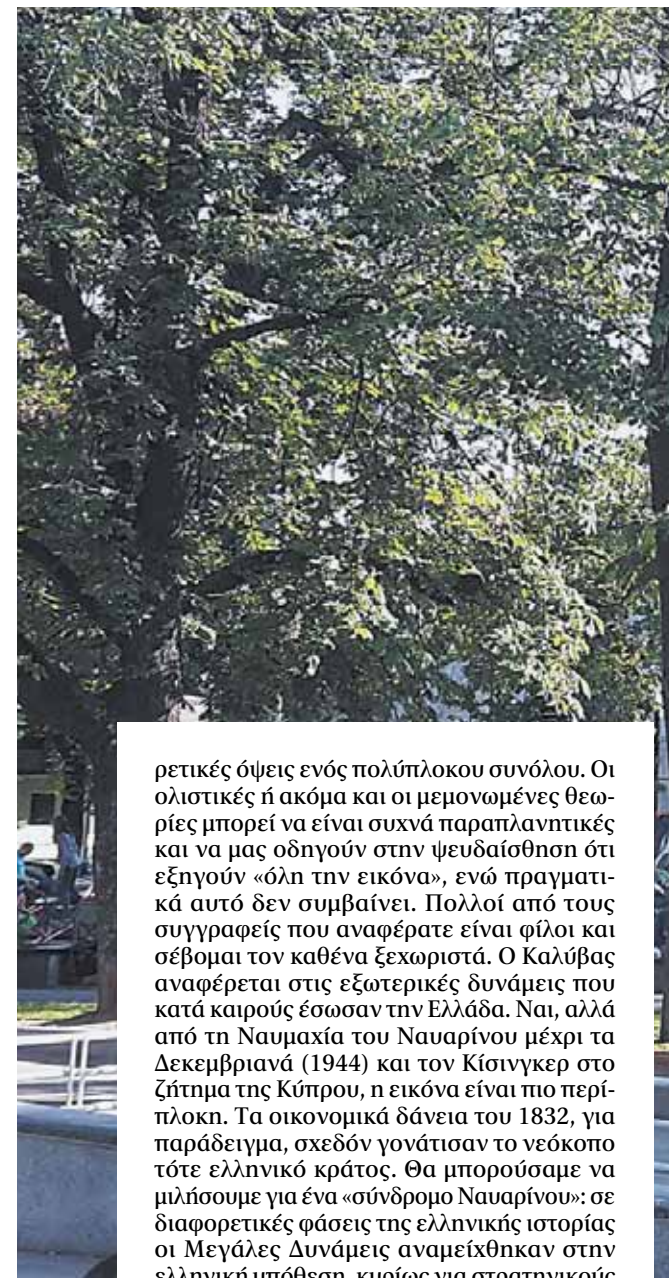 ρετικές όψεις ενός πολύπλοκου συνόλου. Οι
ολιστικές ή ακόμα και οι μεμονωμένες θεω-
ρίες μπορεί να είναι συχνά παραπλανητικές
και να μας οδηγούν στην ψευδαίσθηση ότι
εξηγούν «όλη την εικόνα», ενώ πραγματι-
κά αυτό δεν συμβαίνει. Πολλοί από τους
συγγραφείς που αναφέρατε είναι φίλοι και
σέβομαι τον καθένα ξεχωριστά. Ο Καλύβας
αναφέρεται στις εξωτερικές δυνάμεις που
κατά καιρούς έσωσαν την Ελλάδα. Ναι, αλλά
από τη Ναυμαχία του Ναυαρίνου μέχρι τα
Δεκεμβριανά (1944) και τον Κίσινγκερ στο
ζήτημα της Κύπρου, η εικόνα είναι πιο περί-
πλοκη. Τα οικονομικά δάνεια του 1832, για
παράδειγμα, σχεδόν γονάτισαν το νεόκοπο
τότε ελληνικό κράτος. Θα μπορούσαμε να
μιλήσουμε για ένα «σύνδρομο Ναυαρίνου»: σε
διαφορετικές φάσεις της ελληνικής ιστορίας
οι Μεγάλες Δυνάμεις αναμείχθηκαν στην
ελληνική υπόθεση, κυρίως για στρατηγικούς